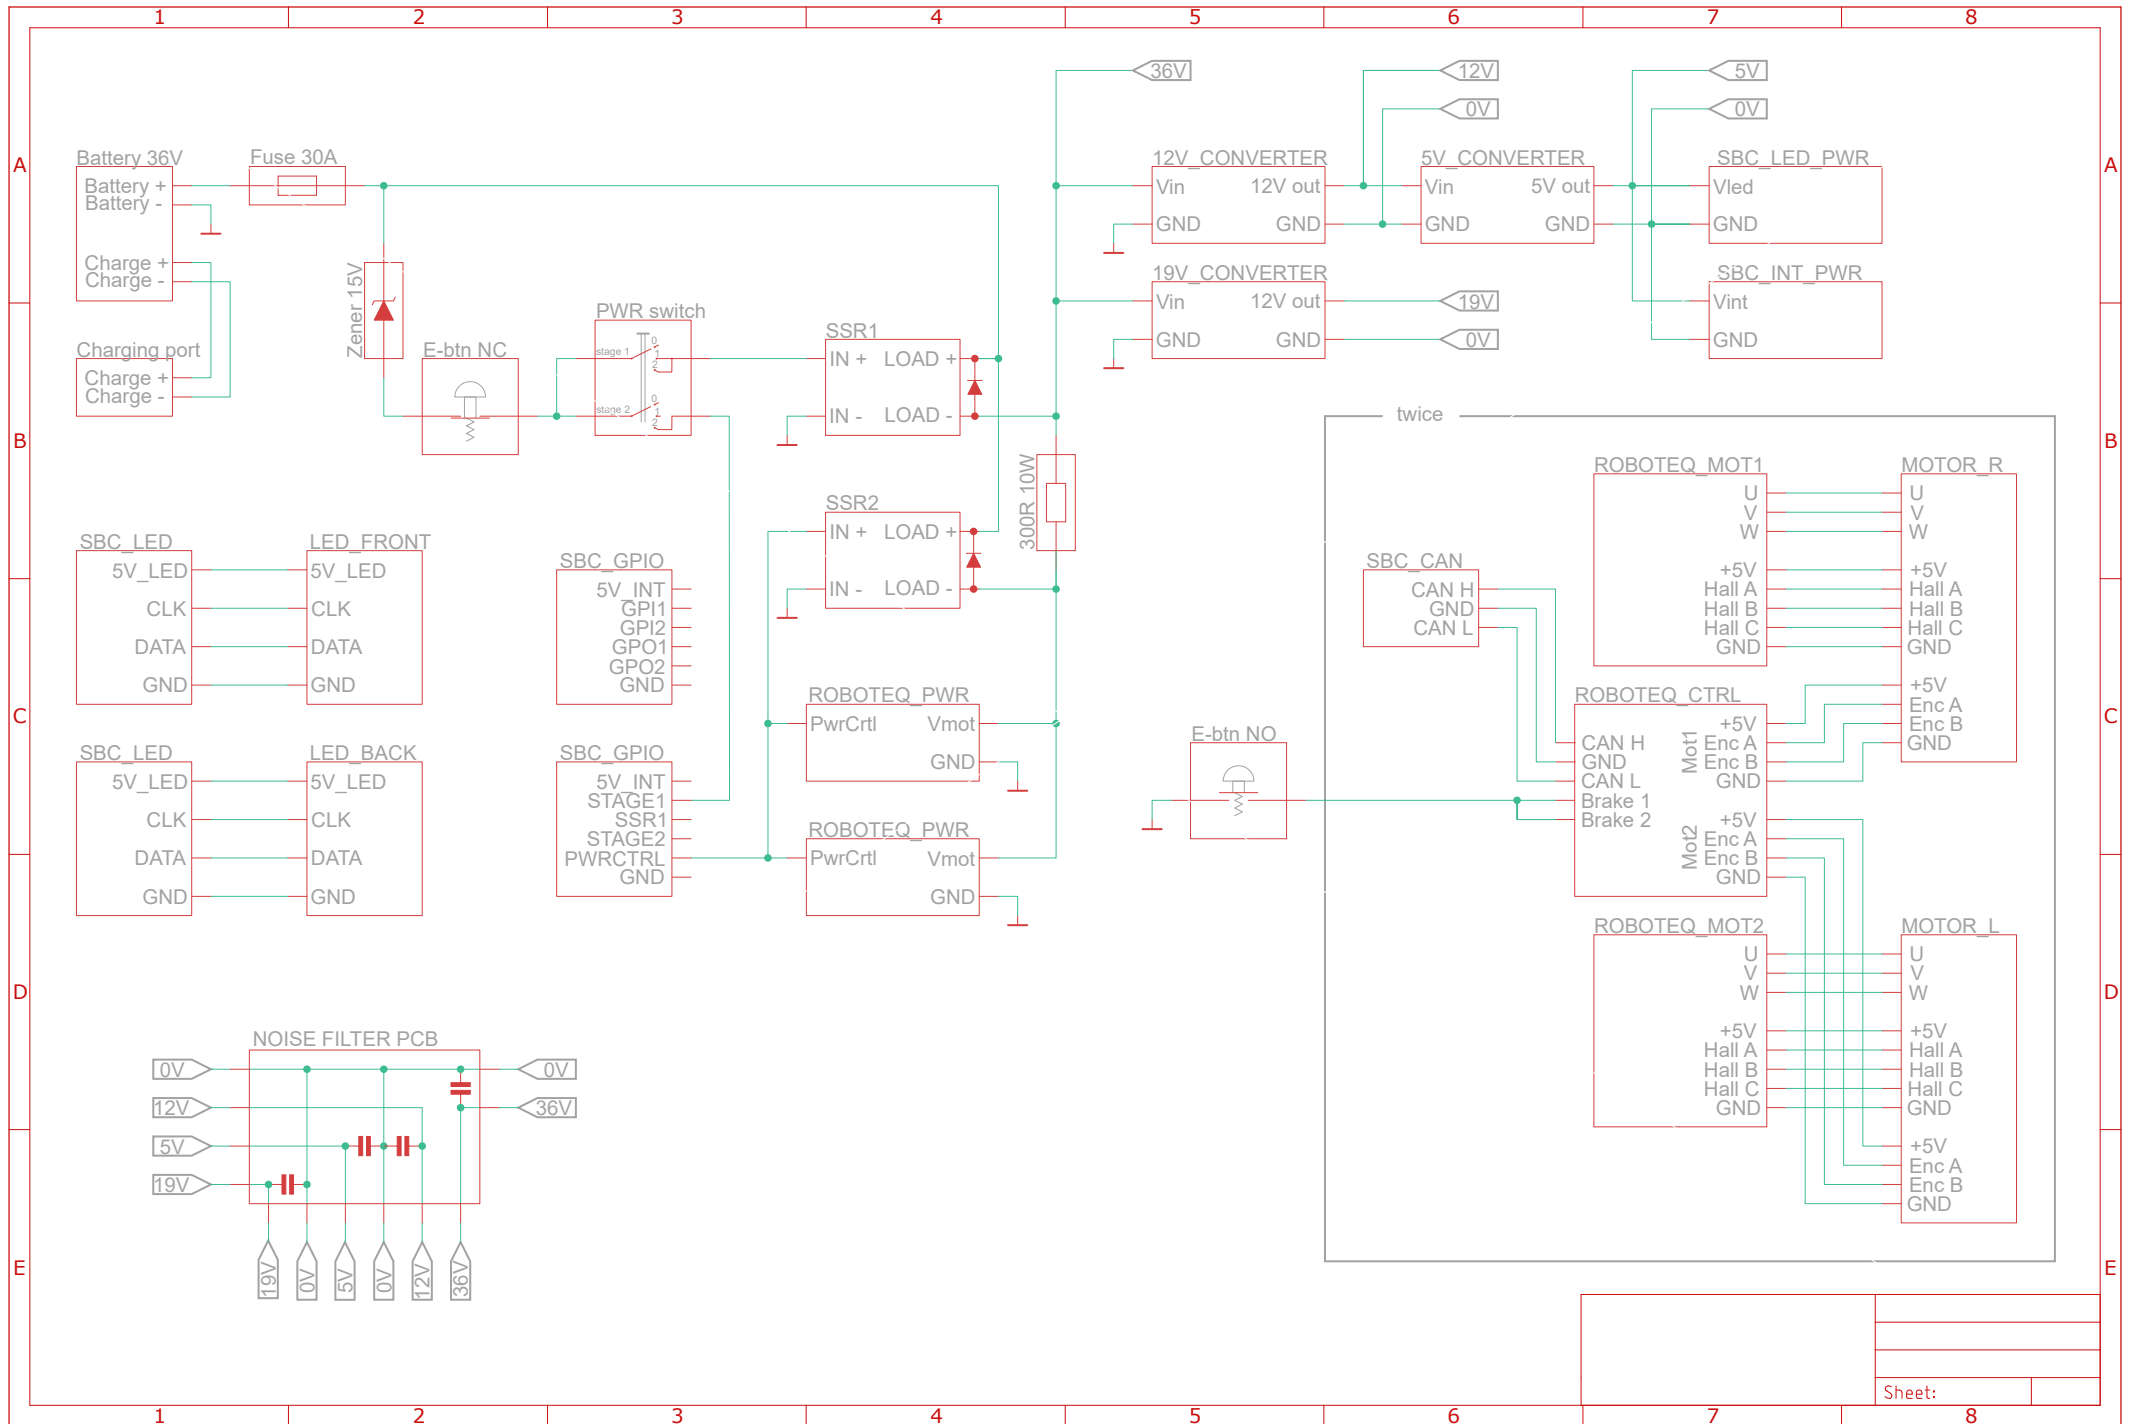 1 2 3 4 5 6 7 8
A
B
C
D
E
A
B
C
D
E
1 2 3 4 5 6 7 8
Battery 36V
Battery +
Battery -
Charge +
Charge -
Fuse 30A
Charging port
Charge +
Charge -
Zener 15V
E-btn NC
PWR switch
stage 1
0
1
2
stage 2
0
1
2
SSR1
IN + LOAD +
IN - LOAD -
SSR2
IN + LOAD +
IN - LOAD -
300R 10W
36V
12V
0V
5V
0V
12V_CONVERTER
Vin 12V out
GND GND
5V_CONVERTER
Vin 5V out
GND GND
SBC_LED_PWR
Vled
GND
19V_CONVERTER
Vin 12V out
GND GND
19V
0V
SBC_INT_PWR
Vint
GND
SBC_LED
5V_LED
CLK
DATA
GND
LED_FRONT
5V_LED
CLK
DATA
GND
SBC_GPIO
5V_INT
GPI1
GPI2
GPO1
GPO2
GND
SBC_LED
5V_LED
CLK
DATA
GND
LED_BACK
5V_LED
CLK
DATA
GND
SBC_GPIO
5V_INT
STAGE1
SSR1
STAGE2
PWRCTRL
GND
ROBOTEQ_PWR
PwrCrtl Vmot
GND
ROBOTEQ_PWR
PwrCrtl Vmot
GND
E-btn NO
twice
SBC_CAN
CAN H
GND
CAN L
ROBOTEQ_MOT1
U
V
W
+5V
Hall A
Hall B
Hall C
GND
MOTOR_R
U
V
W
+5V
Hall A
Hall B
Hall C
GND
+5V
Enc A
Enc B
GND
ROBOTEQ_CTRL
CAN H
GND
CAN L
Brake 1
Brake 2
Mot1
+5V
Enc A
Enc B
GND
Mot2
+5V
Enc A
Enc B
GND
ROBOTEQ_MOT2
U
V
W
+5V
Hall A
Hall B
Hall C
GND
MOTOR_L
U
V
W
+5V
Hall A
Hall B
Hall C
GND
+5V
Enc A
Enc B
GND
NOISE FILTER PCB
0V
12V
5V
19V
0V
36V
19V
0V
5V
0V
12V
36V
Sheet: